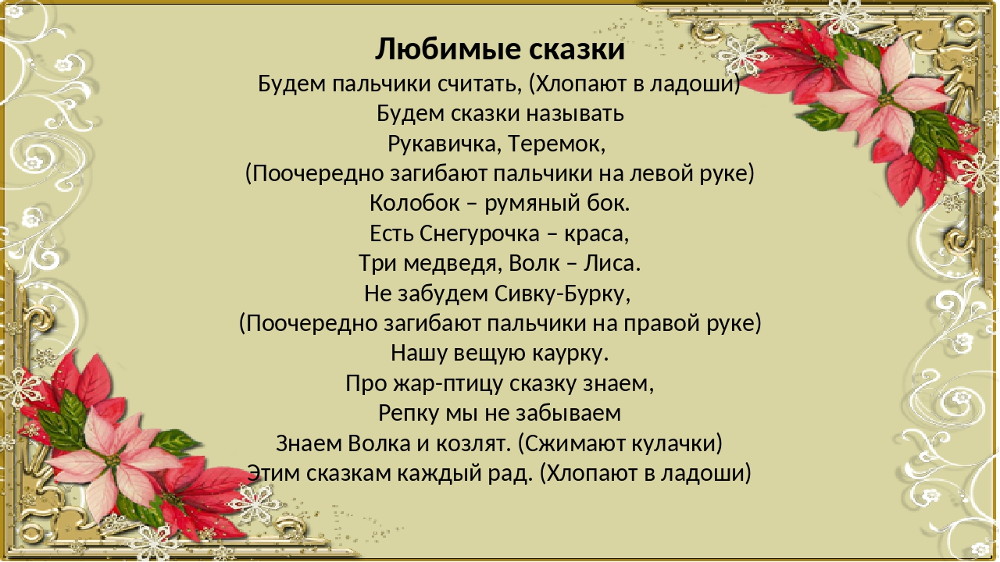 Любимые сказки
Будем пальчики считать, (Хлопают в ладоши)
Будем сказки называть
Рукавичка, Теремок,
(Поочередно загибают пальчики на левой руке)
Колобок – румяный бок.
Есть Снегурочка – краса,
Три медведя, Волк – Лиса.
Не забудем Сивку-Бурку,
(Поочередно загибают пальчики на правой руке)
Нашу вещую каурку.
Про жар-птицу сказку знаем,
Репку мы не забываем
Знаем Волка и козлят. (Сжимают кулачки)
Этим сказкам каждый рад. (Хлопают в ладоши)